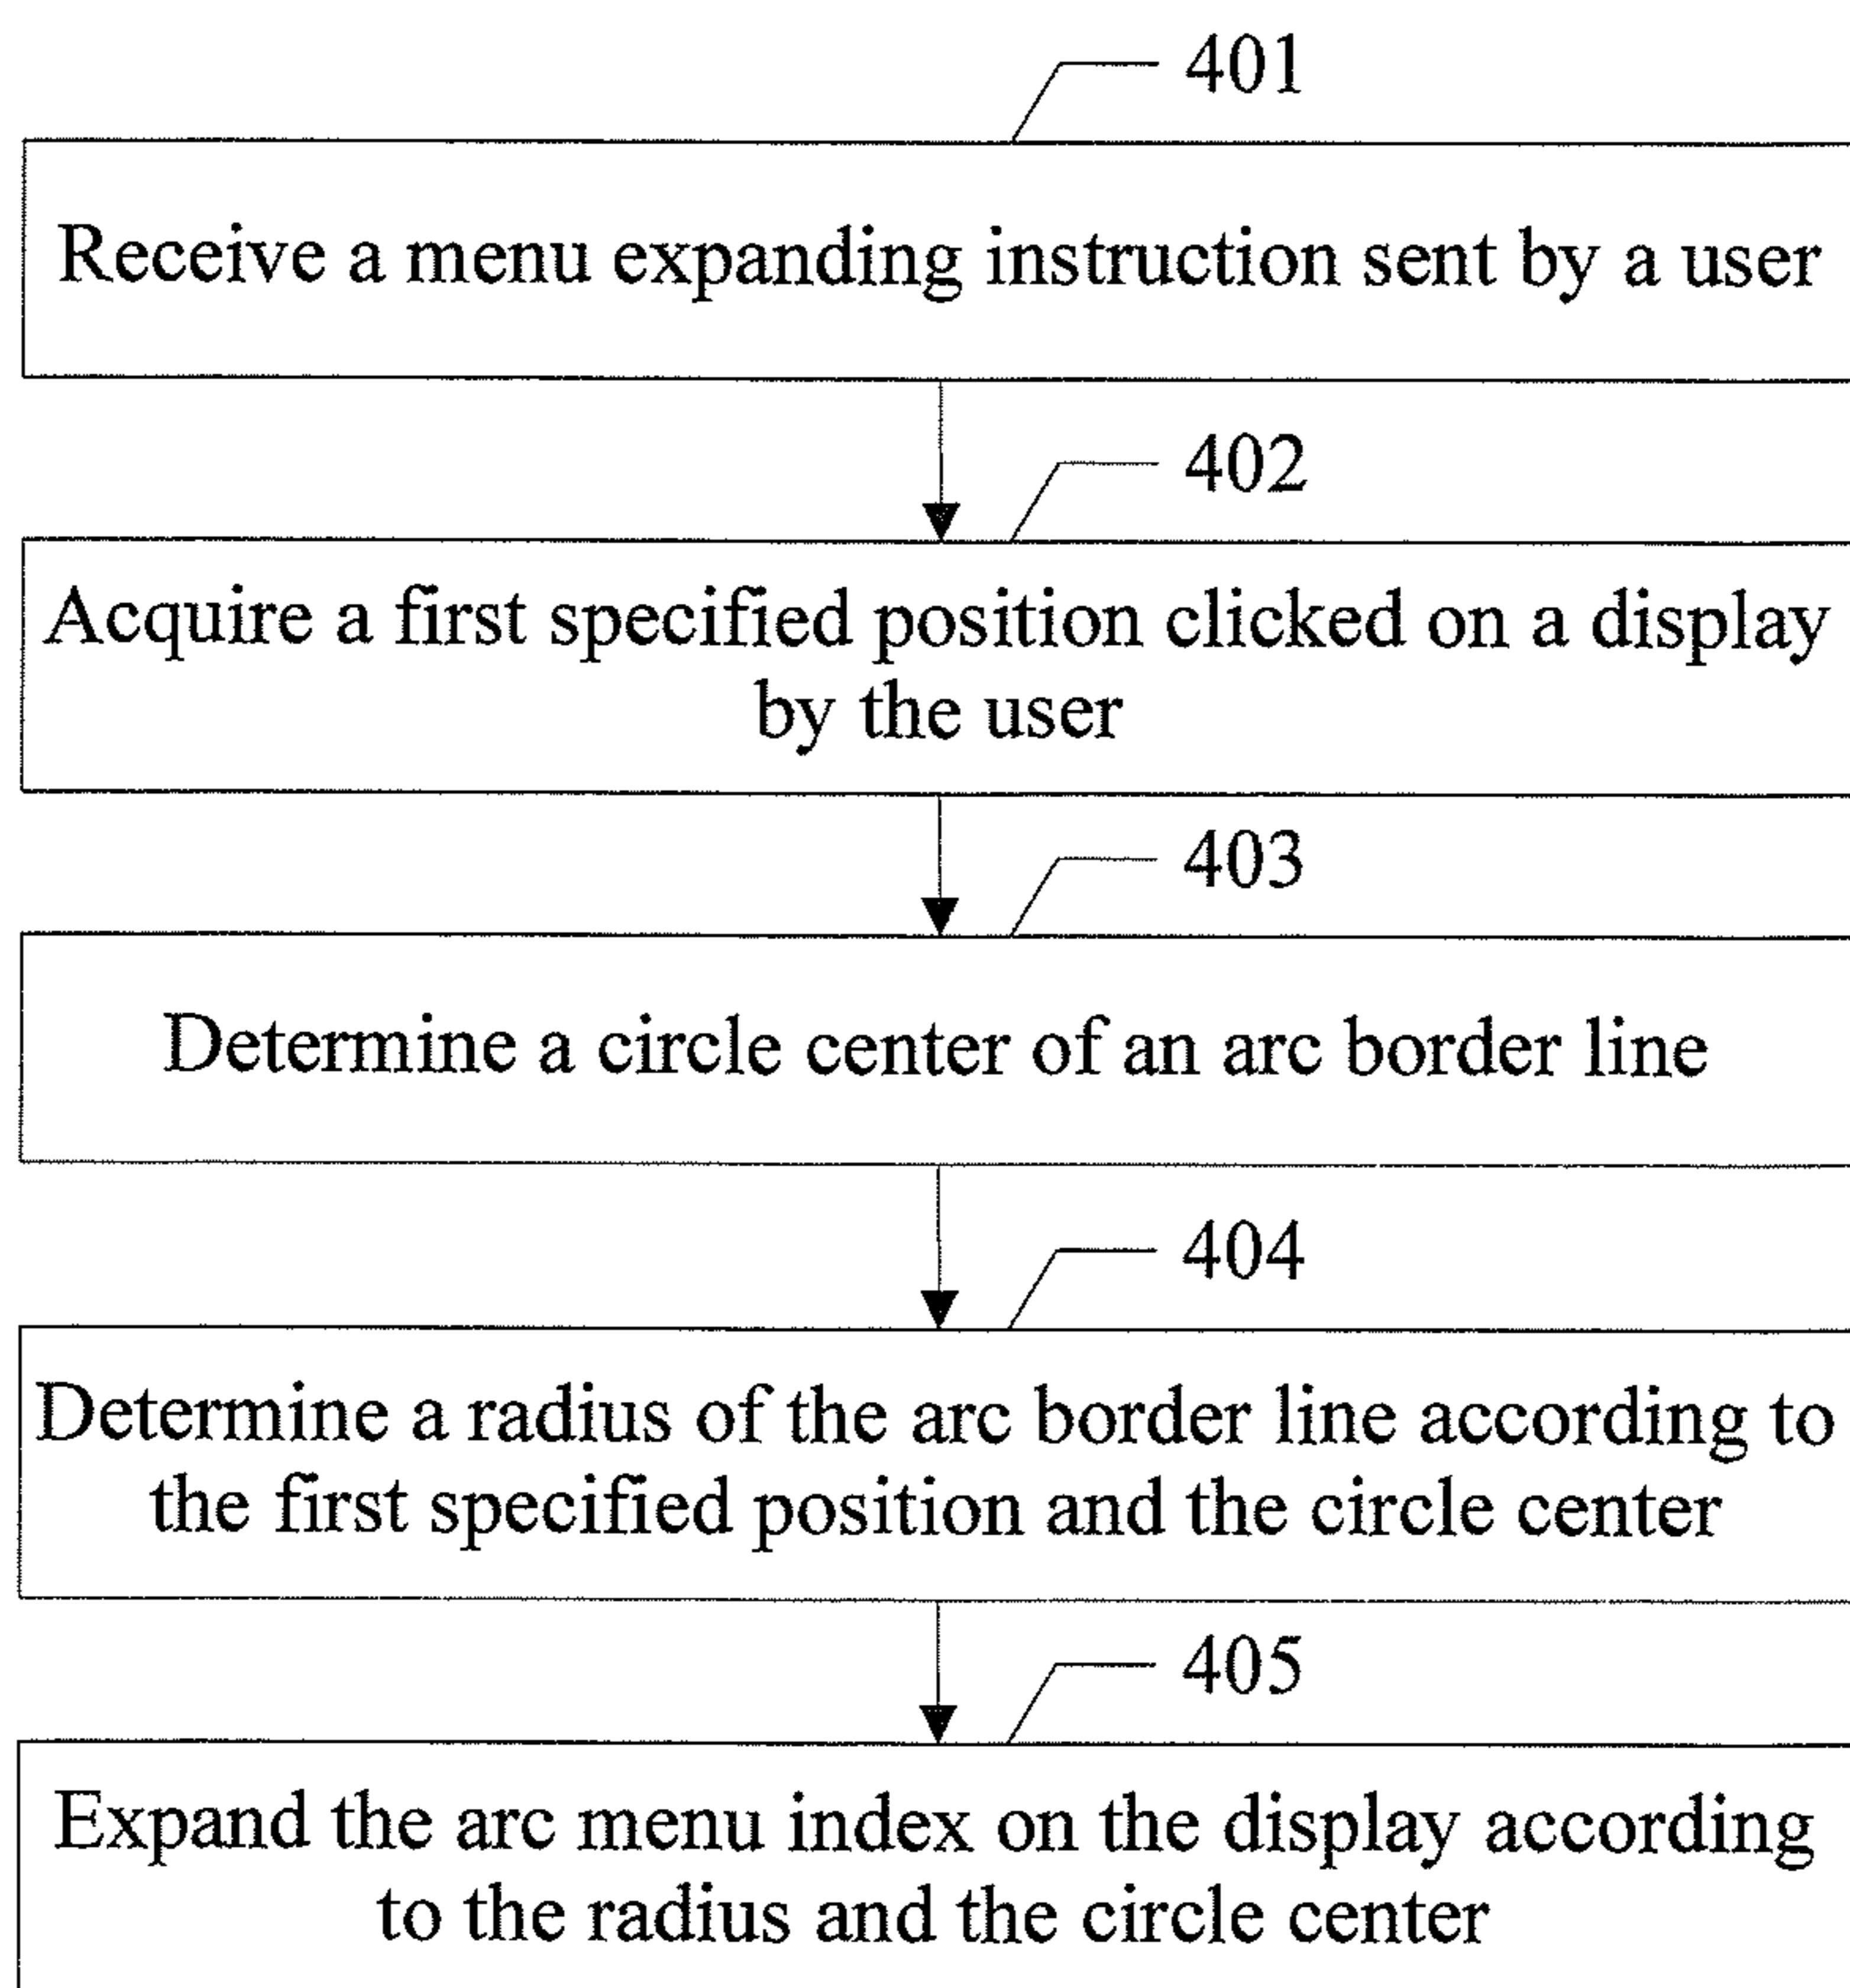 401
Receive a menu expanding instruction sent by a user
402
Acquire a first specified position clicked on a display
by the user
403
Determine a circle center of an arc border line
404
Determine a radius of the arc border line according to
the first specified position and the circle center
405
Expand the arc menu index on the display according
to the radius and the circle center